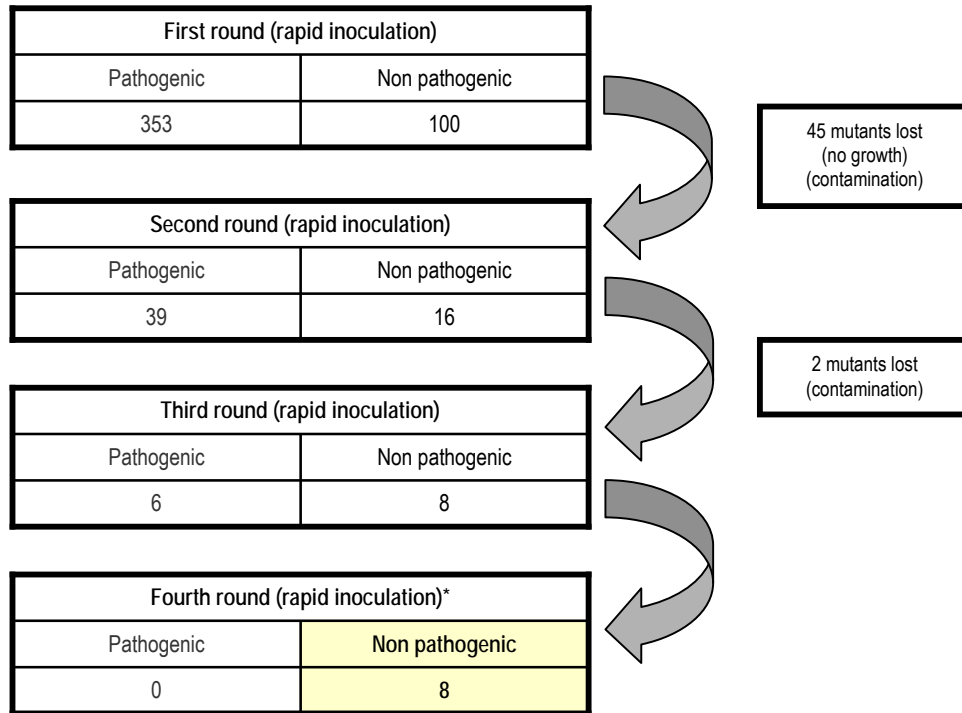 First round (rapid inoculation)
Pathogenic Non pathogenic
353 100
45 mutants lost
(no growth)
(contamination)
Second round (rapid inoculation)
Pathogenic Non pathogenic
39 16
2 mutants lost
(contamination)
Third round (rapid inoculation)
Pathogenic Non pathogenic
6 8
Fourth round (rapid inoculation)*
Pathogenic Non pathogenic
0 8